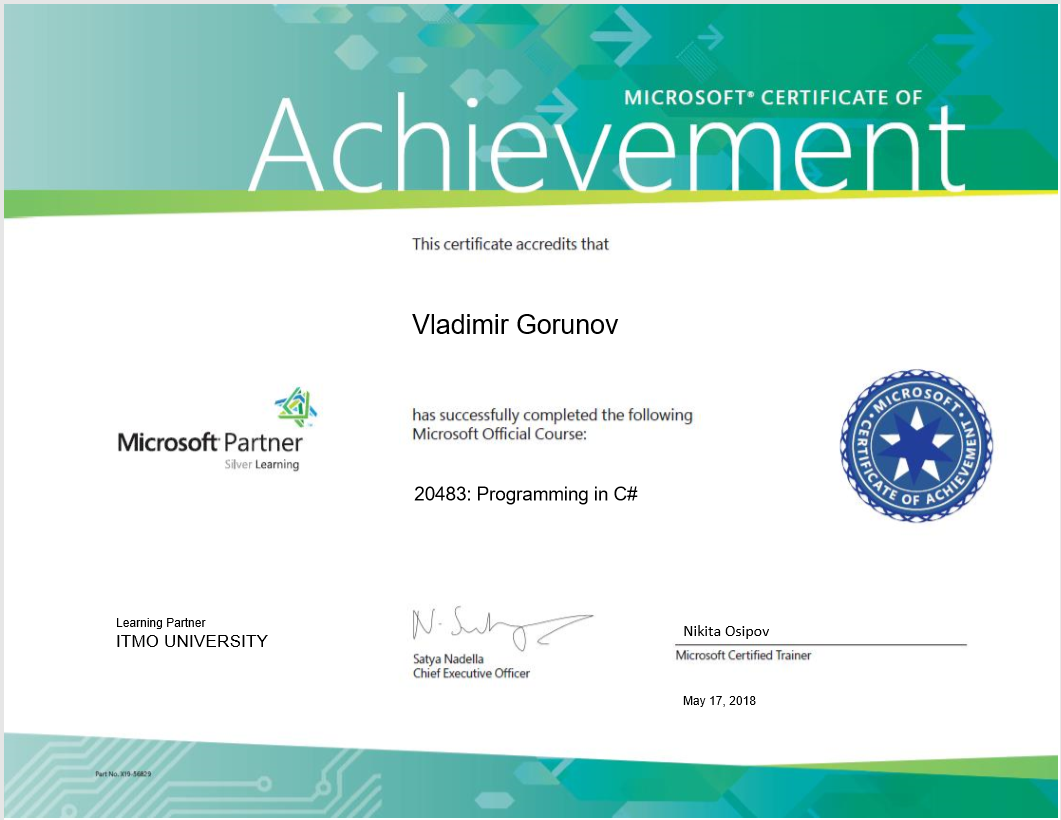 MICROSOFT® CERTIFICATE OF
Achievement
This certificate accredits that
Vladimir Gorunov
Microsoft Partner
Silver Learning
has successfully completed the following
Microsoft Official Course:
MICROSOFT • CERTIFICATE OF ACHIEVEMENT •
20483: Programming in C#
Learning Partner
ITMO UNIVERSITY
Satya Nadella
Chief Executive Officer
Nikita Osipov
Microsoft Certified Trainer
May 17, 2018
Part No. X19-56829